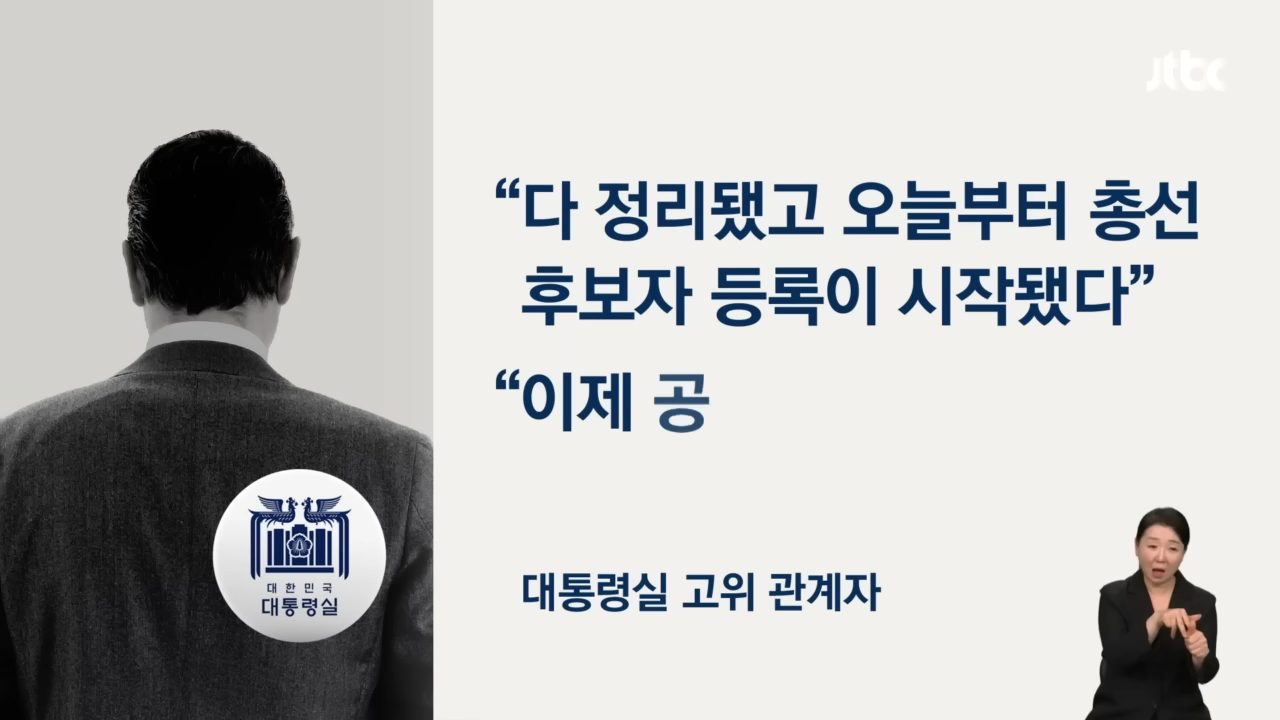 jtbc
“다 정리됐고 오늘부터 총선
후보자 등록이 시작됐다”
“이제 공
대통령실 고위 관계자
대한민국
대통령실